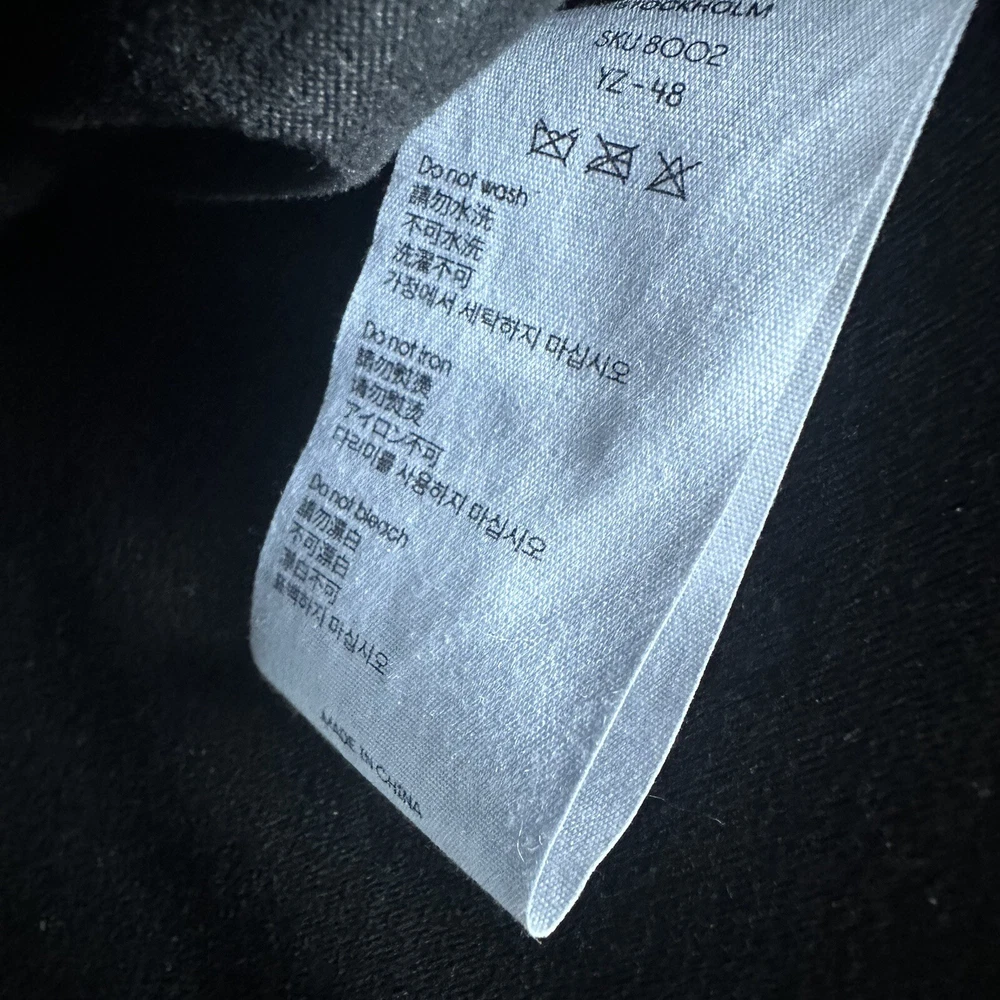 STOCKHOLM
SKU 8002
YZ-48
Do not wash
請勿水洗
不可水洗
洗濯不可
가정에서 세탁하지 마십시오
Do not iron
請勿熨燙
请勿熨烫
アイロン不可
다리미를 사용하지 마십시오
Do not bleach
請勿漂白
不可漂白
漂白不可
표백하지 마십시오
MADE IN CHINA